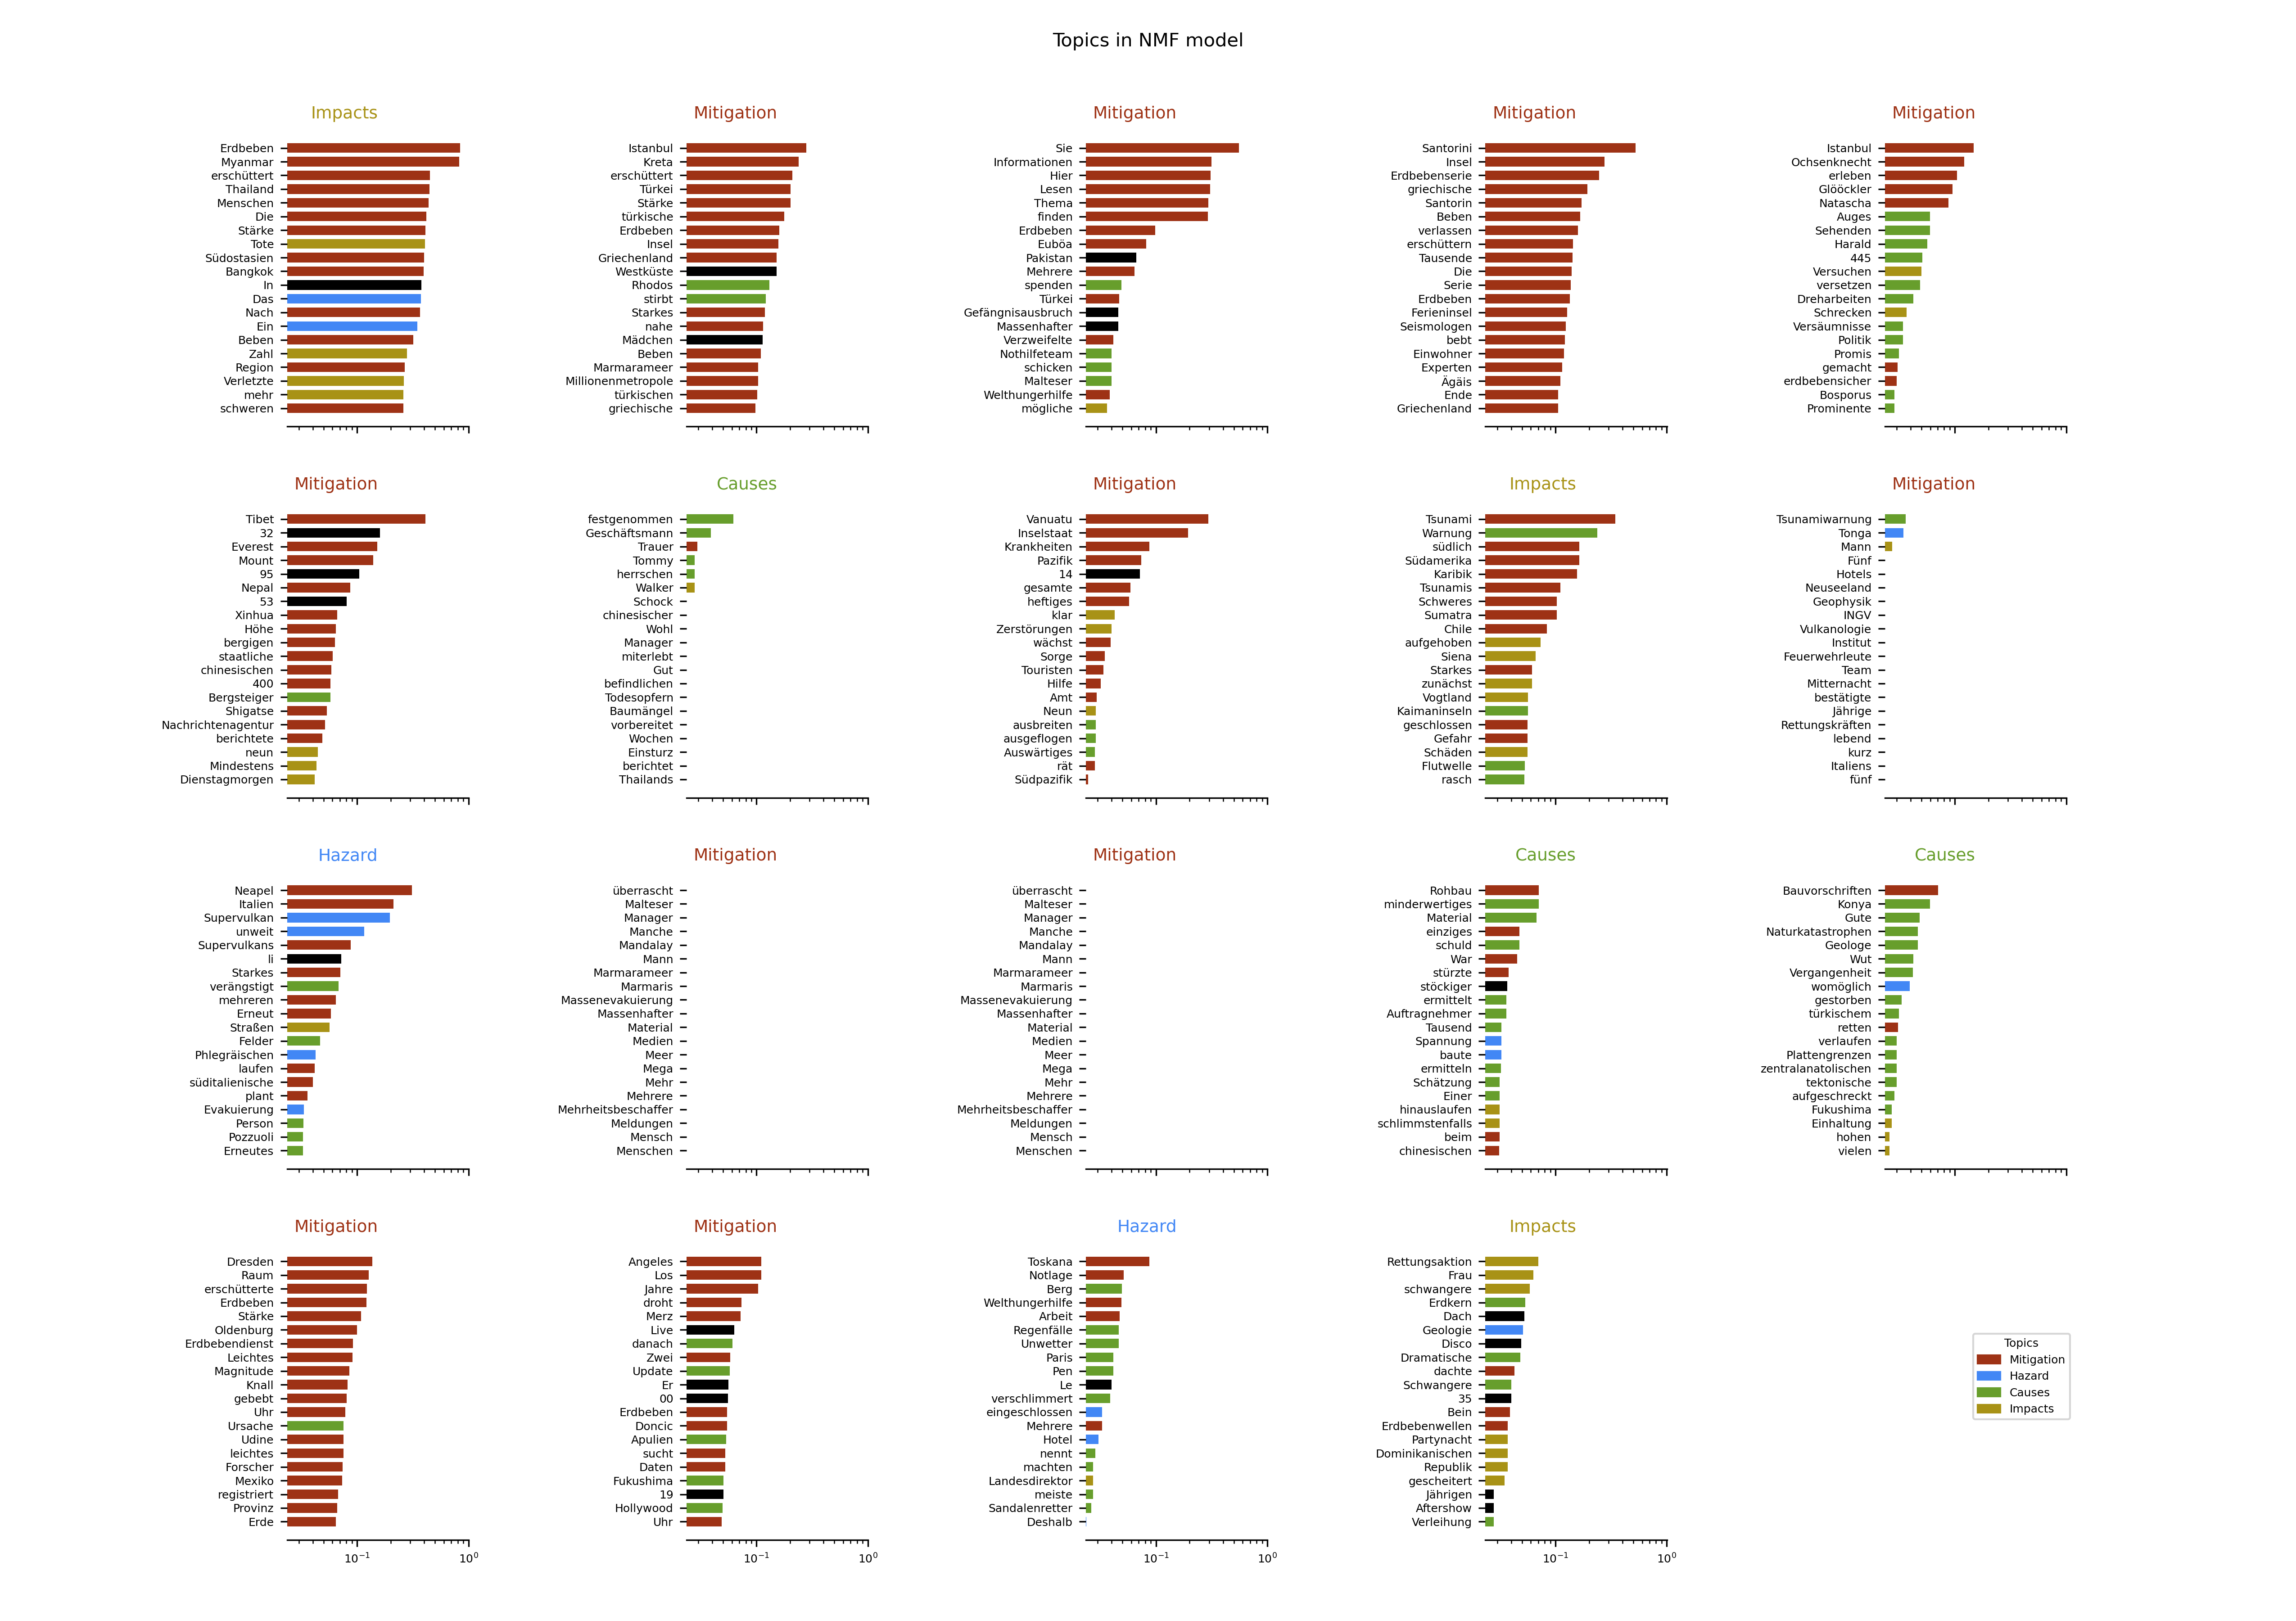 Topics in NMF model
Impacts
Erdbeben
Myanmar
erschüttert
Thailand
Menschen
Die
Stärke
Tote
Südostasien
Bangkok
In
Das
Nach
Ein
Beben
Zahl
Region
Verletzte
mehr
schweren
Mitigation
Istanbul
Kreta
erschüttert
Türkei
Stärke
türkische
Erdbeben
Insel
Griechenland
Westküste
Rhodos
stirbt
Starkes
nahe
Mädchen
Beben
Marmarameer
Millionenmetropole
türkischen
griechische
Mitigation
Sie
Informationen
Hier
Lesen
Thema
finden
Erdbeben
Euböa
Pakistan
Mehrere
spenden
Türkei
Gefängnisausbruch
Massenhafter
Verzweifelte
Nothilfeteam
schicken
Malteser
Welthungerhilfe
mögliche
Mitigation
Santorini
Insel
Erdbebenserie
griechische
Santorin
Beben
verlassen
erschüttern
Tausende
Die
Serie
Erdbeben
Ferieninsel
Seismologen
bebt
Einwohner
Experten
Ägäis
Ende
Griechenland
Mitigation
Istanbul
Ochsenknecht
erleben
Glööckler
Natascha
Auges
Sehenden
Harald
445
Versuchen
versetzen
Dreharbeiten
Schrecken
Versäumnisse
Politik
Promis
gemacht
erdbebensicher
Bosporus
Prominente
Mitigation
Tibet
32
Everest
Mount
95
Nepal
53
Xinhua
Höhe
bergigen
staatliche
chinesischen
400
Bergsteiger
Shigatse
Nachrichtenagentur
berichtete
neun
Mindestens
Dienstagmorgen
Causes
festgenommen
Geschäftsmann
Trauer
Tommy
herrschen
Walker
Schock
chinesischer
Wohl
Manager
miterlebt
Gut
befindlichen
Todesopfern
Baumängel
vorbereitet
Wochen
Einsturz
berichtet
Thailands
Mitigation
Vanuatu
Inselstaat
Krankheiten
Pazifik
14
gesamte
heftiges
klar
Zerstörungen
wächst
Sorge
Touristen
Hilfe
Amt
Neun
ausbreiten
ausgeflogen
Auswärtiges
rät
Südpazifik
Impacts
Tsunami
Warnung
südlich
Südamerika
Karibik
Tsunamis
Schweres
Sumatra
Chile
aufgehoben
Siena
Starkes
zunächst
Vogtland
Kaimaninseln
geschlossen
Gefahr
Schäden
Flutwelle
rasch
Mitigation
Tsunamiwarnung
Tonga
Mann
Fünf
Hotels
Neuseeland
Geophysik
INGV
Vulkanologie
Institut
Feuerwehrleute
Team
Mitternacht
bestätigte
Jährige
Rettungskräften
lebend
kurz
Italiens
fünf
Hazard
Neapel
Italien
Supervulkan
unweit
Supervulkans
li
Starkes
verängstigt
mehreren
Erneut
Straßen
Felder
Phlegräischen
laufen
süditalienische
plant
Evakuierung
Person
Pozzuoli
Erneutes
Mitigation
überrascht
Malteser
Manager
Manche
Mandalay
Mann
Marmarameer
Marmaris
Massenevakuierung
Massenhafter
Material
Medien
Meer
Mega
Mehr
Mehrere
Mehrheitsbeschaffer
Meldungen
Mensch
Menschen
Mitigation
überrascht
Malteser
Manager
Manche
Mandalay
Mann
Marmarameer
Marmaris
Massenevakuierung
Massenhafter
Material
Medien
Meer
Mega
Mehr
Mehrere
Mehrheitsbeschaffer
Meldungen
Mensch
Menschen
Causes
Rohbau
minderwertiges
Material
einziges
schuld
War
stürzte
stöckiger
ermittelt
Auftragnehmer
Tausend
Spannung
baute
ermitteln
Schätzung
Einer
hinauslaufen
schlimmstenfalls
beim
chinesischen
Causes
Bauvorschriften
Konya
Gute
Naturkatastrophen
Geologe
Wut
Vergangenheit
womöglich
gestorben
türkischem
retten
verlaufen
Plattengrenzen
zentralanatolischen
tektonische
aufgeschreckt
Fukushima
Einhaltung
hohen
vielen
Mitigation
Dresden
Raum
erschütterte
Erdbeben
Stärke
Oldenburg
Erdbebendienst
Leichtes
Magnitude
Knall
gebebt
Uhr
Ursache
Udine
leichtes
Forscher
Mexiko
registriert
Provinz
Erde
10⁻¹ 10⁰
Mitigation
Angeles
Los
Jahre
droht
Merz
Live
danach
Zwei
Update
Er
00
Erdbeben
Doncic
Apulien
sucht
Daten
Fukushima
19
Hollywood
Uhr
10⁻¹ 10⁰
Hazard
Toskana
Notlage
Berg
Welthungerhilfe
Arbeit
Regenfälle
Unwetter
Paris
Pen
Le
verschlimmert
eingeschlossen
Mehrere
Hotel
nennt
machten
Landesdirektor
meiste
Sandalenretter
Deshalb
10⁻¹ 10⁰
Impacts
Rettungsaktion
Frau
schwangere
Erdkern
Dach
Geologie
Disco
Dramatische
dachte
Schwangere
35
Bein
Erdbebenwellen
Partynacht
Dominikanischen
Republik
gescheitert
Jährigen
Aftershow
Verleihung
10⁻¹ 10⁰
Topics
Mitigation
Hazard
Causes
Impacts